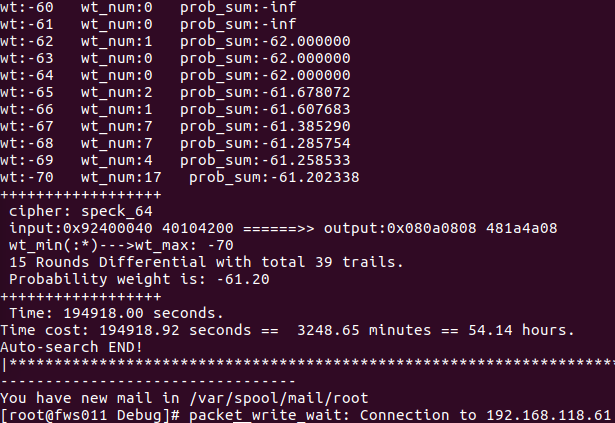 wt:-60 wt_num:0 prob_sum:-inf
wt:-61 wt_num:0 prob_sum:-inf
wt:-62 wt_num:1 prob_sum:-62.000000
wt:-63 wt_num:0 prob_sum:-62.000000
wt:-64 wt_num:0 prob_sum:-62.000000
wt:-65 wt_num:2 prob_sum:-61.678072
wt:-66 wt_num:1 prob_sum:-61.607683
wt:-67 wt_num:7 prob_sum:-61.385290
wt:-68 wt_num:7 prob_sum:-61.285754
wt:-69 wt_num:4 prob_sum:-61.258533
wt:-70 wt_num:17 prob_sum:-61.202338
++++++++++++++++++
cipher: speck_64
input:0x92400040 40104200 ======>> output:0x080a0808 481a4a08
wt_min(:*)--->wt_max: -70
15 Rounds Differential with total 39 trails.
Probability weight is: -61.20
++++++++++++++++++
Time: 194918.00 seconds.
Time cost: 194918.92 seconds == 3248.65 minutes == 54.14 hours.
Auto-search END!
|*******************************************************************
---------------------------------
You have new mail in /var/spool/mail/root
[root@fws011 Debug]# packet_write_wait: Connection to 192.168.118.61